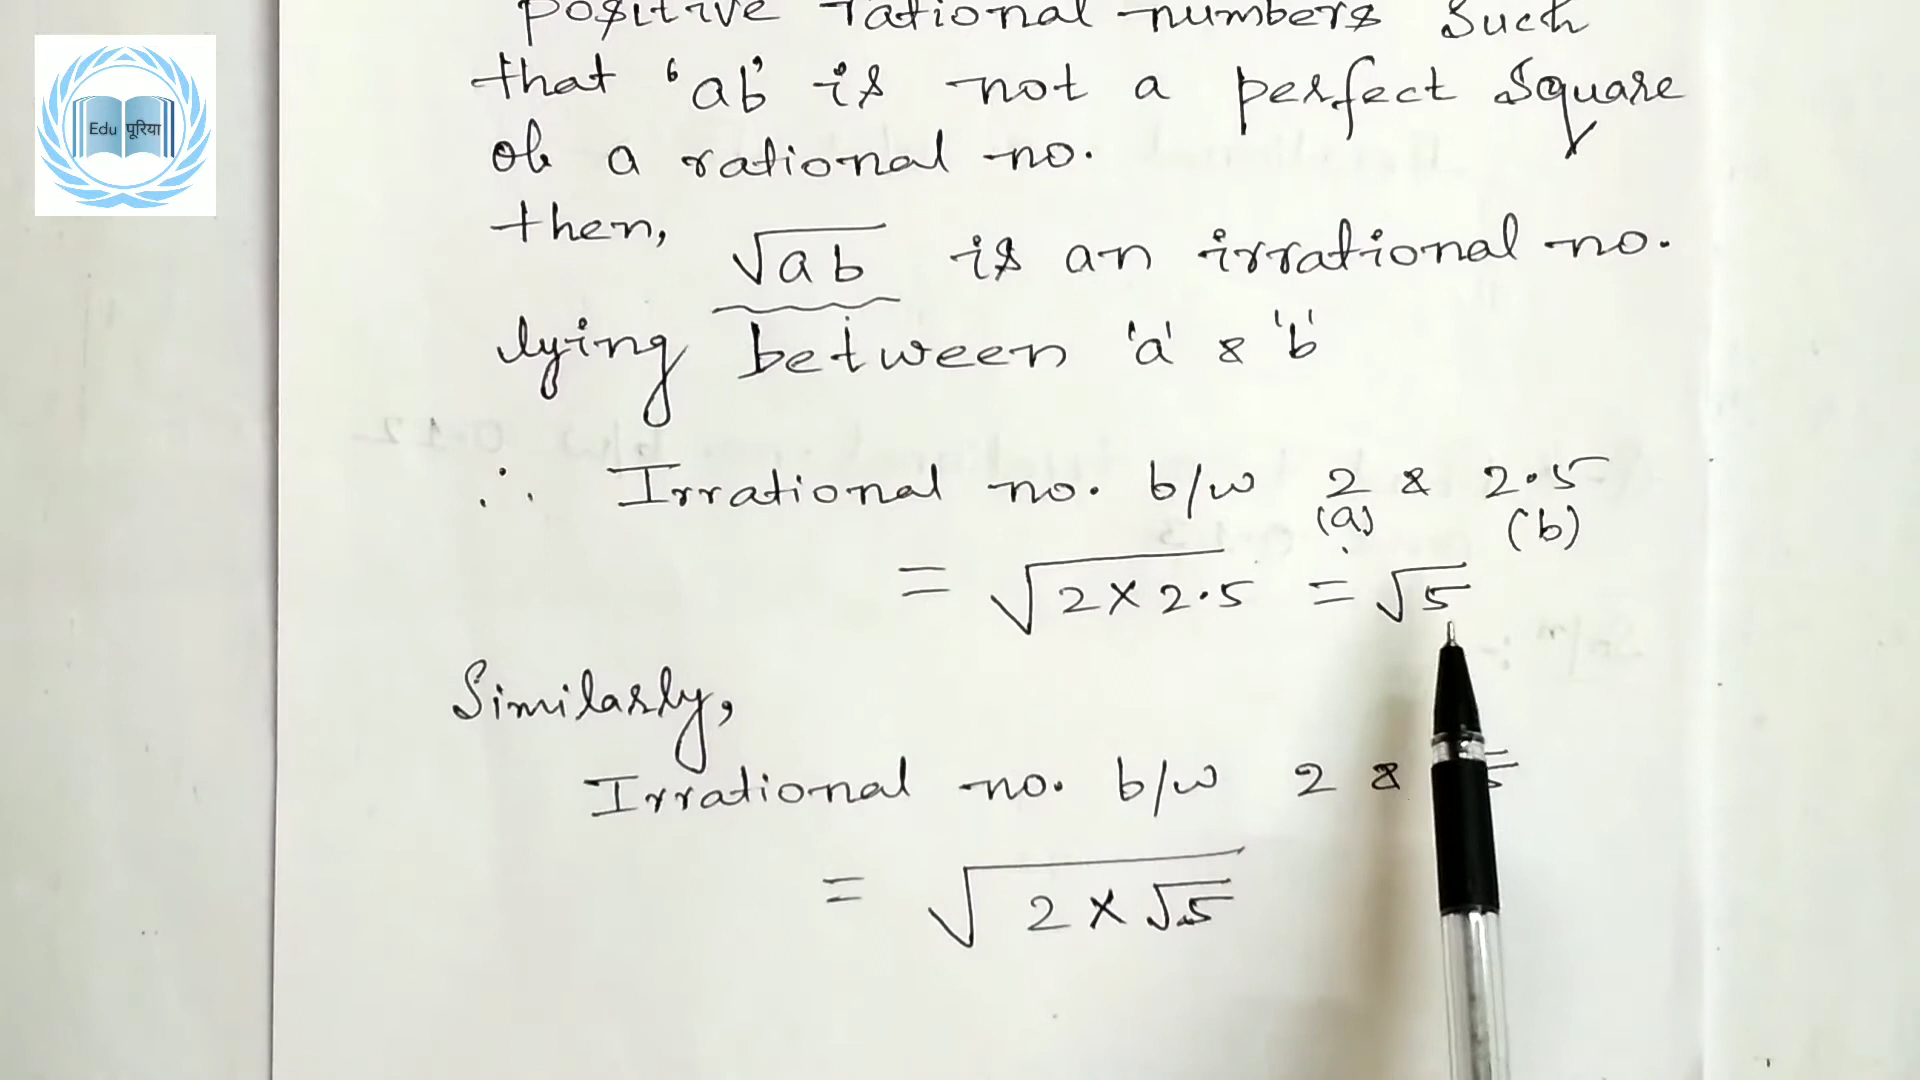 Edu पूरिया
positive rational numbers such
that 'ab' is not a perfect square
of a rational no.
then, √ab is an irrational no.
lying between 'a' & 'b'
∴ Irrational no. b/w 2 & 2.5
(a) (b)
= √2×2.5 = √5
Similarly,
Irrational no. b/w 2 & √5
= √2×√5